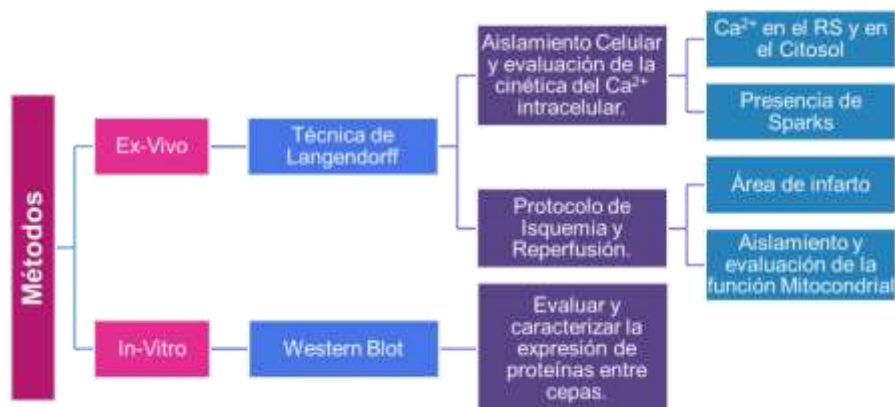 Métodos
Ex-Vivo
Técnica de
Langendorff
Aislamiento Celular
y evaluación de la
cinética del Ca²⁺
intracelular.
Ca²⁺ en el RS y en
el Citosol
Presencia de
Sparks
Protocolo de
Isquemia y
Reperfusión.
Área de infarto
Aislamiento y
evaluación de la
función Mitocondrial
In-Vitro
Western Blot
Evaluar y
caracterizar la
expresión de
proteínas entre
cepas.